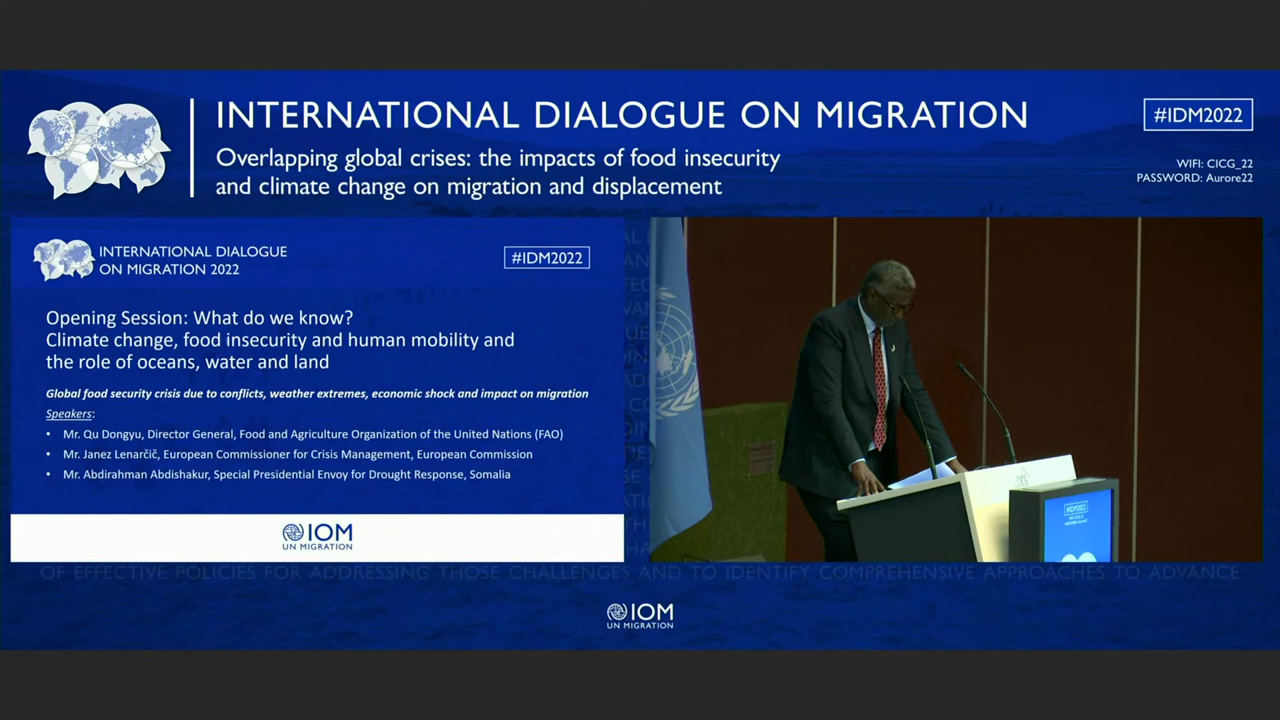 INTERNATIONAL DIALOGUE ON MIGRATION
Overlapping global crises: the impacts of food insecurity
and climate change on migration and displacement
#IDM2022
WIFI: CICG_22
PASSWORD: Aurore22
INTERNATIONAL DIALOGUE
ON MIGRATION 2022
#IDM2022
Opening Session: What do we know?
Climate change, food insecurity and human mobility and
the role of oceans, water and land
Global food security crisis due to conflicts, weather extremes, economic shock and impact on migration
Speakers:
• Mr. Qu Dongyu, Director General, Food and Agriculture Organization of the United Nations (FAO)
• Mr. Janez Lenarčič, European Commissioner for Crisis Management, European Commission
• Mr. Abdirahman Abdishakur, Special Presidential Envoy for Drought Response, Somalia
IOM
UN MIGRATION
#IDM2022
OF EFFECTIVE POLICIES FOR ADDRESSING THOSE CHALLENGES AND TO IDENTIFY COMPREHENSIVE APPROACHES TO ADVANCE
IOM
UN MIGRATION